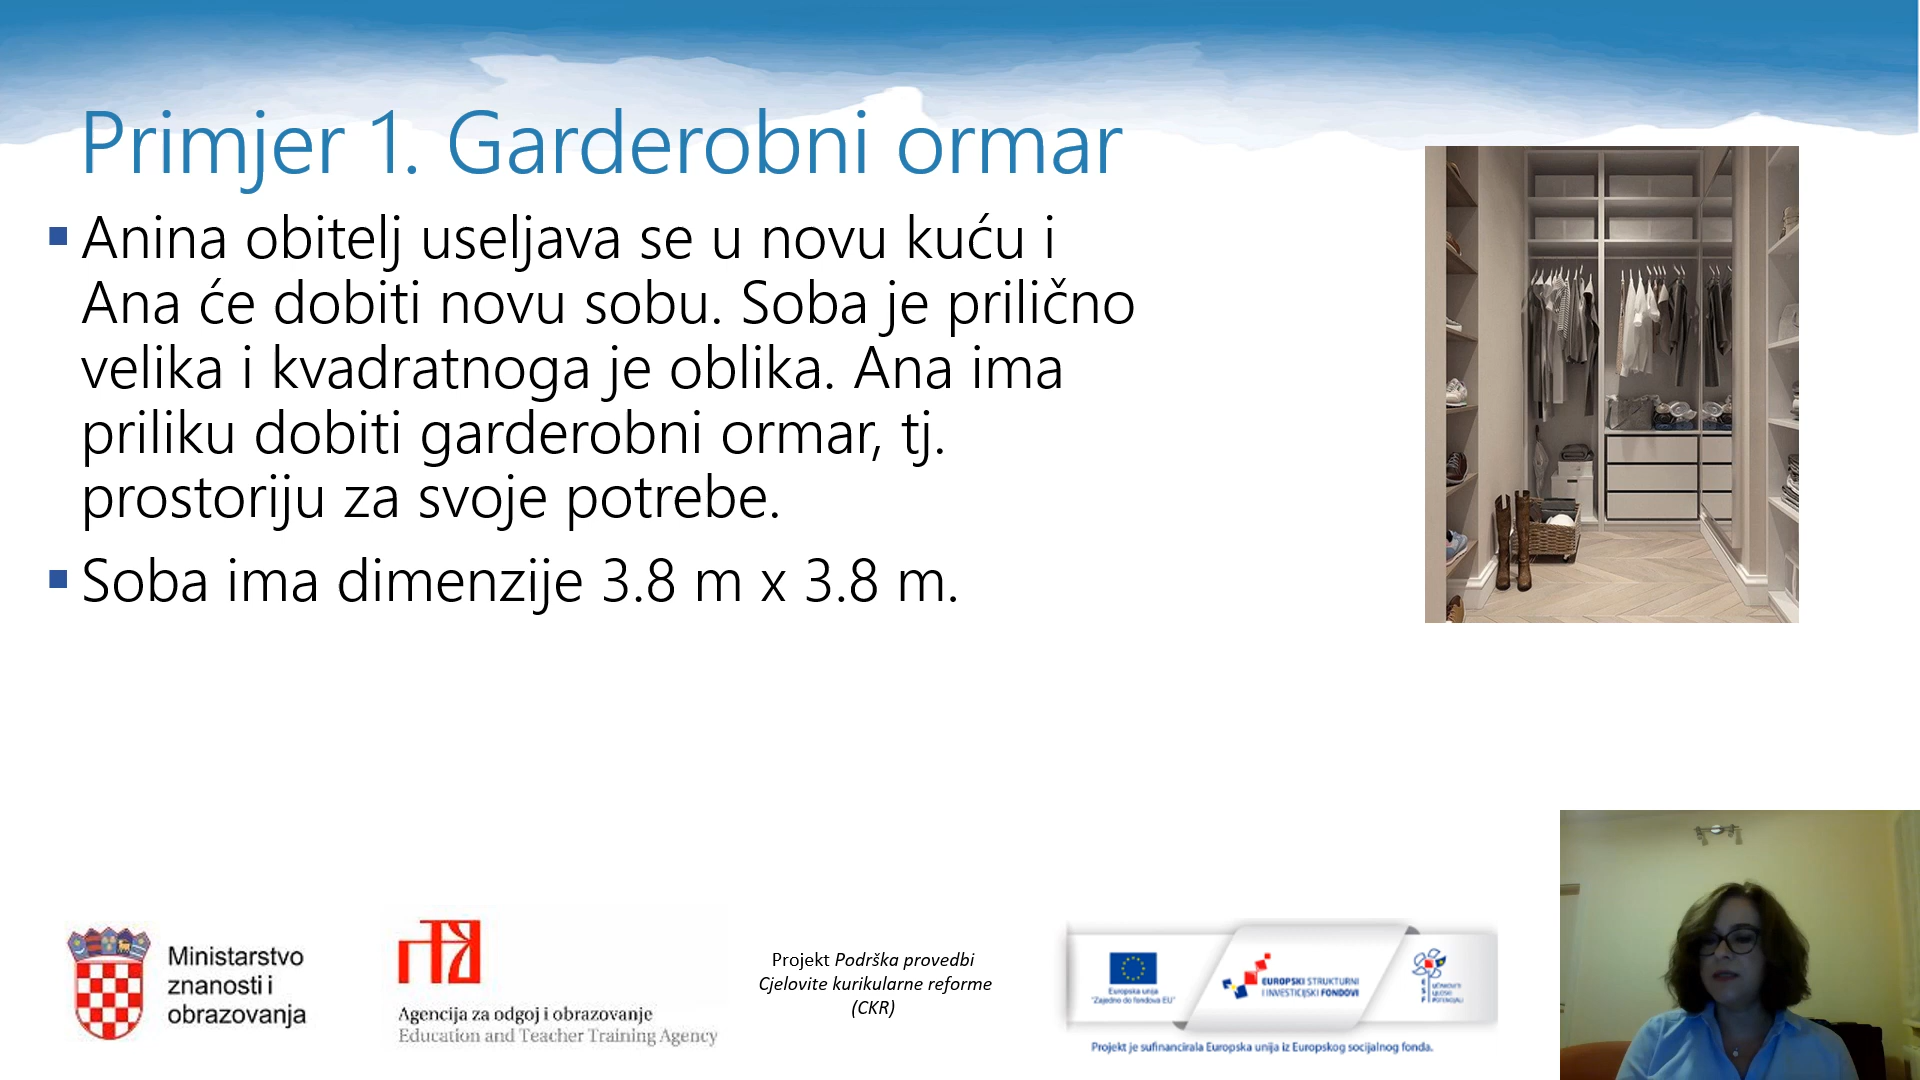 Primjer 1. Garderobni ormar
Anina obitelj useljava se u novu kuću i
Ana će dobiti novu sobu. Soba je prilično
velika i kvadratnoga je oblika. Ana ima
priliku dobiti garderobni ormar, tj.
prostoriju za svoje potrebe.
Soba ima dimenzije 3.8 m x 3.8 m.
Ministarstvo
znanosti i
obrazovanja
Agencija za odgoj i obrazovanje
Education and Teacher Training Agency
Projekt Podrška provedbi
Cjelovite kurikularne reforme
(CKR)
Europska unija
"Zajedno do fondova EU"
EUROPSKI STRUKTURNI
I INVESTICIJSKI FONDOVI
Projekt je sufinancirala Europska unija iz Europskog socijalnog fonda.